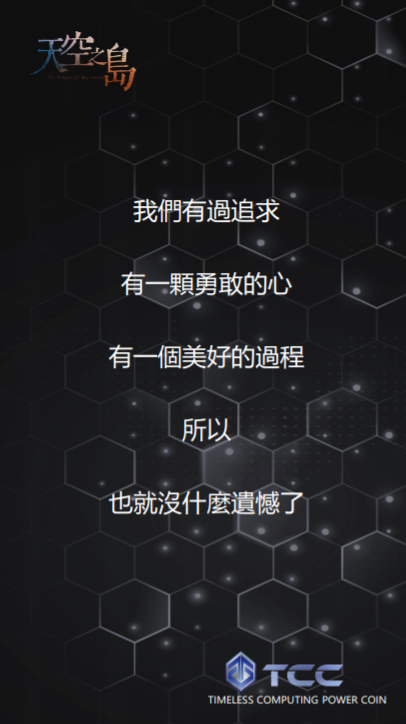 天空之島
我們有過追求
有一顆勇敢的心
有一個美好的過程
所以
也就沒什麼遺憾了
TCC
TIMELESS COMPUTING POWER COIN